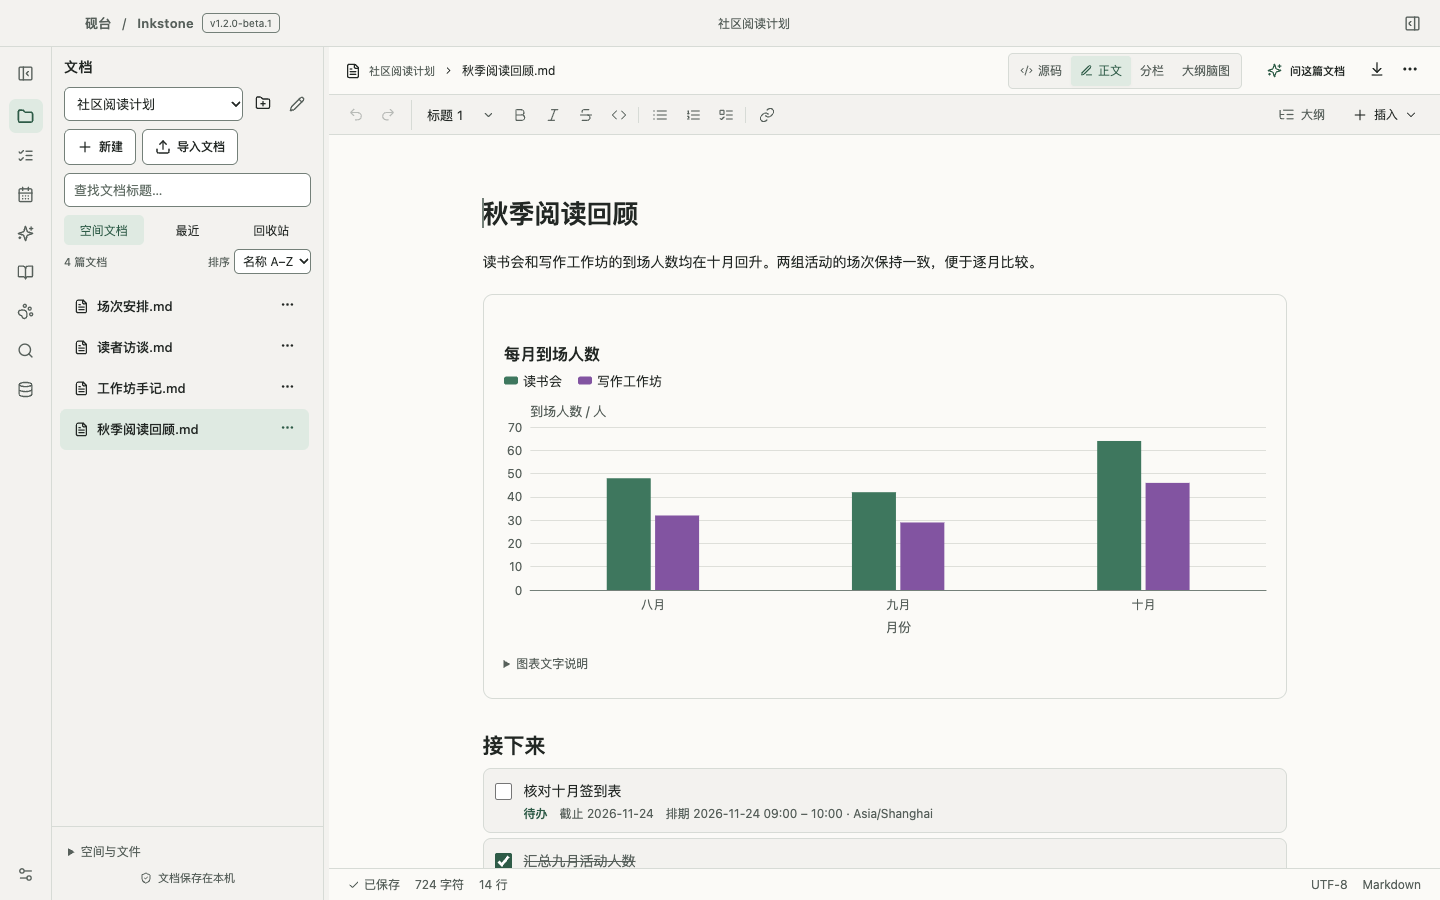 砚台 / Inkstone v1.2.0-beta.1
社区阅读计划
文档
社区阅读计划
新建
导入文档
查找文档标题...
空间文档 最近 回收站
4 篇文档 排序 名称 A–Z
场次安排.md
读者访谈.md
工作坊手记.md
秋季阅读回顾.md
空间与文件
文档保存在本机
社区阅读计划 > 秋季阅读回顾.md
源码 正文 分栏 大纲脑图
问这篇文档
标题 1
大纲
插入
秋季阅读回顾
读书会和写作工作坊的到场人数均在十月回升。两组活动的场次保持一致，便于逐月比较。
每月到场人数
读书会 写作工作坊
到场人数 / 人
70
60
50
40
30
20
10
0
八月 九月 十月
月份
图表文字说明
接下来
核对十月签到表
待办 截止 2026-11-24 排期 2026-11-24 09:00 – 10:00 · Asia/Shanghai
汇总九月活动人数
已保存 724 字符 14 行
UTF-8 Markdown